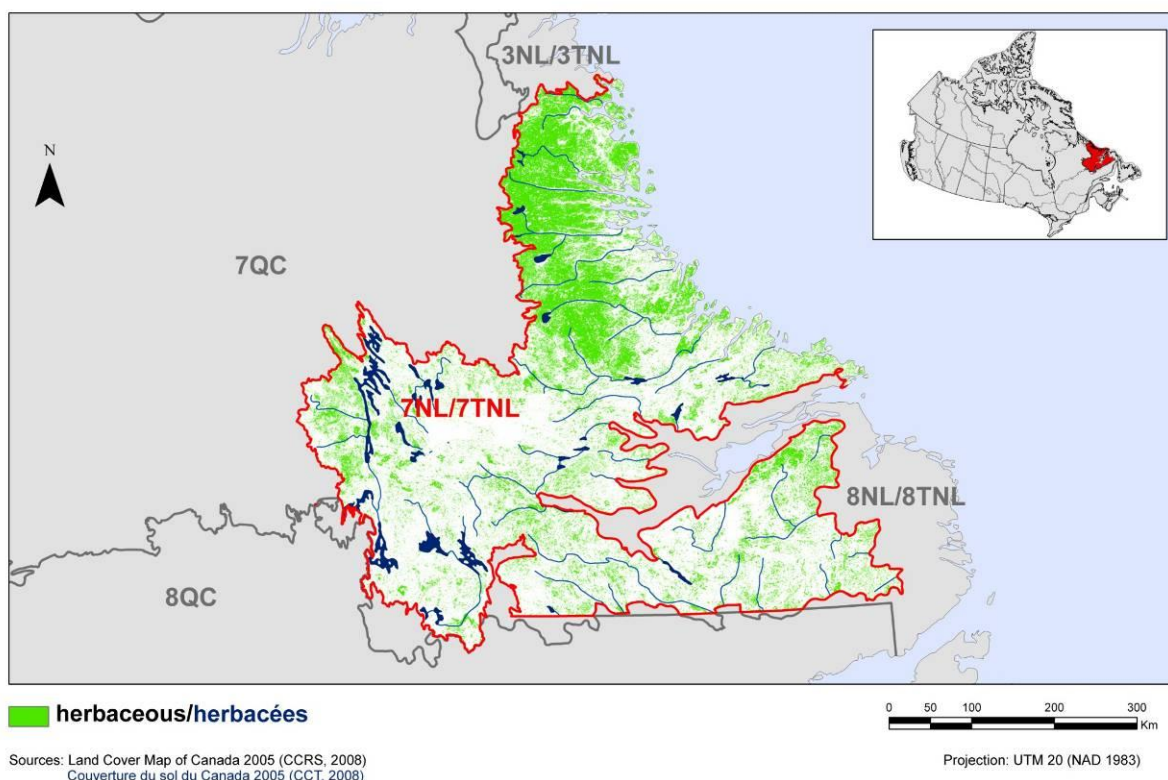 3NL/3TNL
N
7QC
7NL/7TNL
8NL/8TNL
8QC
herbaceous/herbacées
0 50 100 200 300
Km
Sources: Land Cover Map of Canada 2005 (CCRS, 2008)
Couverture du sol du Canada 2005 (CCT, 2008)
Projection: UTM 20 (NAD 1983)